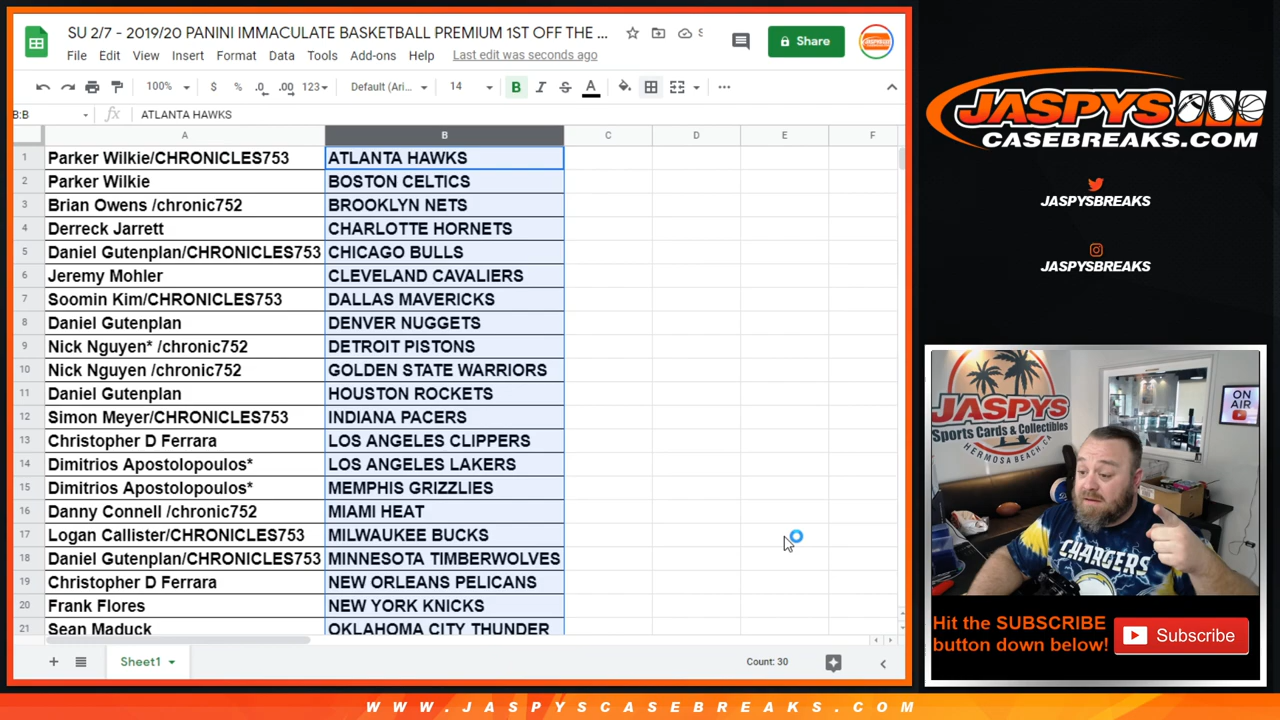 SU 2/7 - 2019/20 PANINI IMMACULATE BASKETBALL PREMIUM 1ST OFF THE ...
File Edit View Insert Format Data Tools Add-ons Help Last edit was seconds ago
Share
100% $ % .0 .00 123 Default (Ari... 14 B I S A
B:B fx ATLANTA HAWKS
A B C D E F
1 Parker Wilkie/CHRONICLES753 ATLANTA HAWKS
2 Parker Wilkie BOSTON CELTICS
3 Brian Owens /chronic752 BROOKLYN NETS
4 Derreck Jarrett CHARLOTTE HORNETS
5 Daniel Gutenplan/CHRONICLES753 CHICAGO BULLS
6 Jeremy Mohler CLEVELAND CAVALIERS
7 Soomin Kim/CHRONICLES753 DALLAS MAVERICKS
8 Daniel Gutenplan DENVER NUGGETS
9 Nick Nguyen* /chronic752 DETROIT PISTONS
10 Nick Nguyen /chronic752 GOLDEN STATE WARRIORS
11 Daniel Gutenplan HOUSTON ROCKETS
12 Simon Meyer/CHRONICLES753 INDIANA PACERS
13 Christopher D Ferrara LOS ANGELES CLIPPERS
14 Dimitrios Apostolopoulos* LOS ANGELES LAKERS
15 Dimitrios Apostolopoulos* MEMPHIS GRIZZLIES
16 Danny Connell /chronic752 MIAMI HEAT
17 Logan Callister/CHRONICLES753 MILWAUKEE BUCKS
18 Daniel Gutenplan/CHRONICLES753 MINNESOTA TIMBERWOLVES
19 Christopher D Ferrara NEW ORLEANS PELICANS
20 Frank Flores NEW YORK KNICKS
21 Sean Maduck OKLAHOMA CITY THUNDER
Sheet1 Count: 30
JASPYS
CASEBREAKS.COM
JASPYSBREAKS
JASPYSBREAKS
JASPYS
Sports Cards & Collectibles
HERMOSA BEACH, CA
ON AIR
CHARGERS
Hit the SUBSCRIBE
button down below!
Subscribe
WWW.JASPYSCASEBREAKS.COM